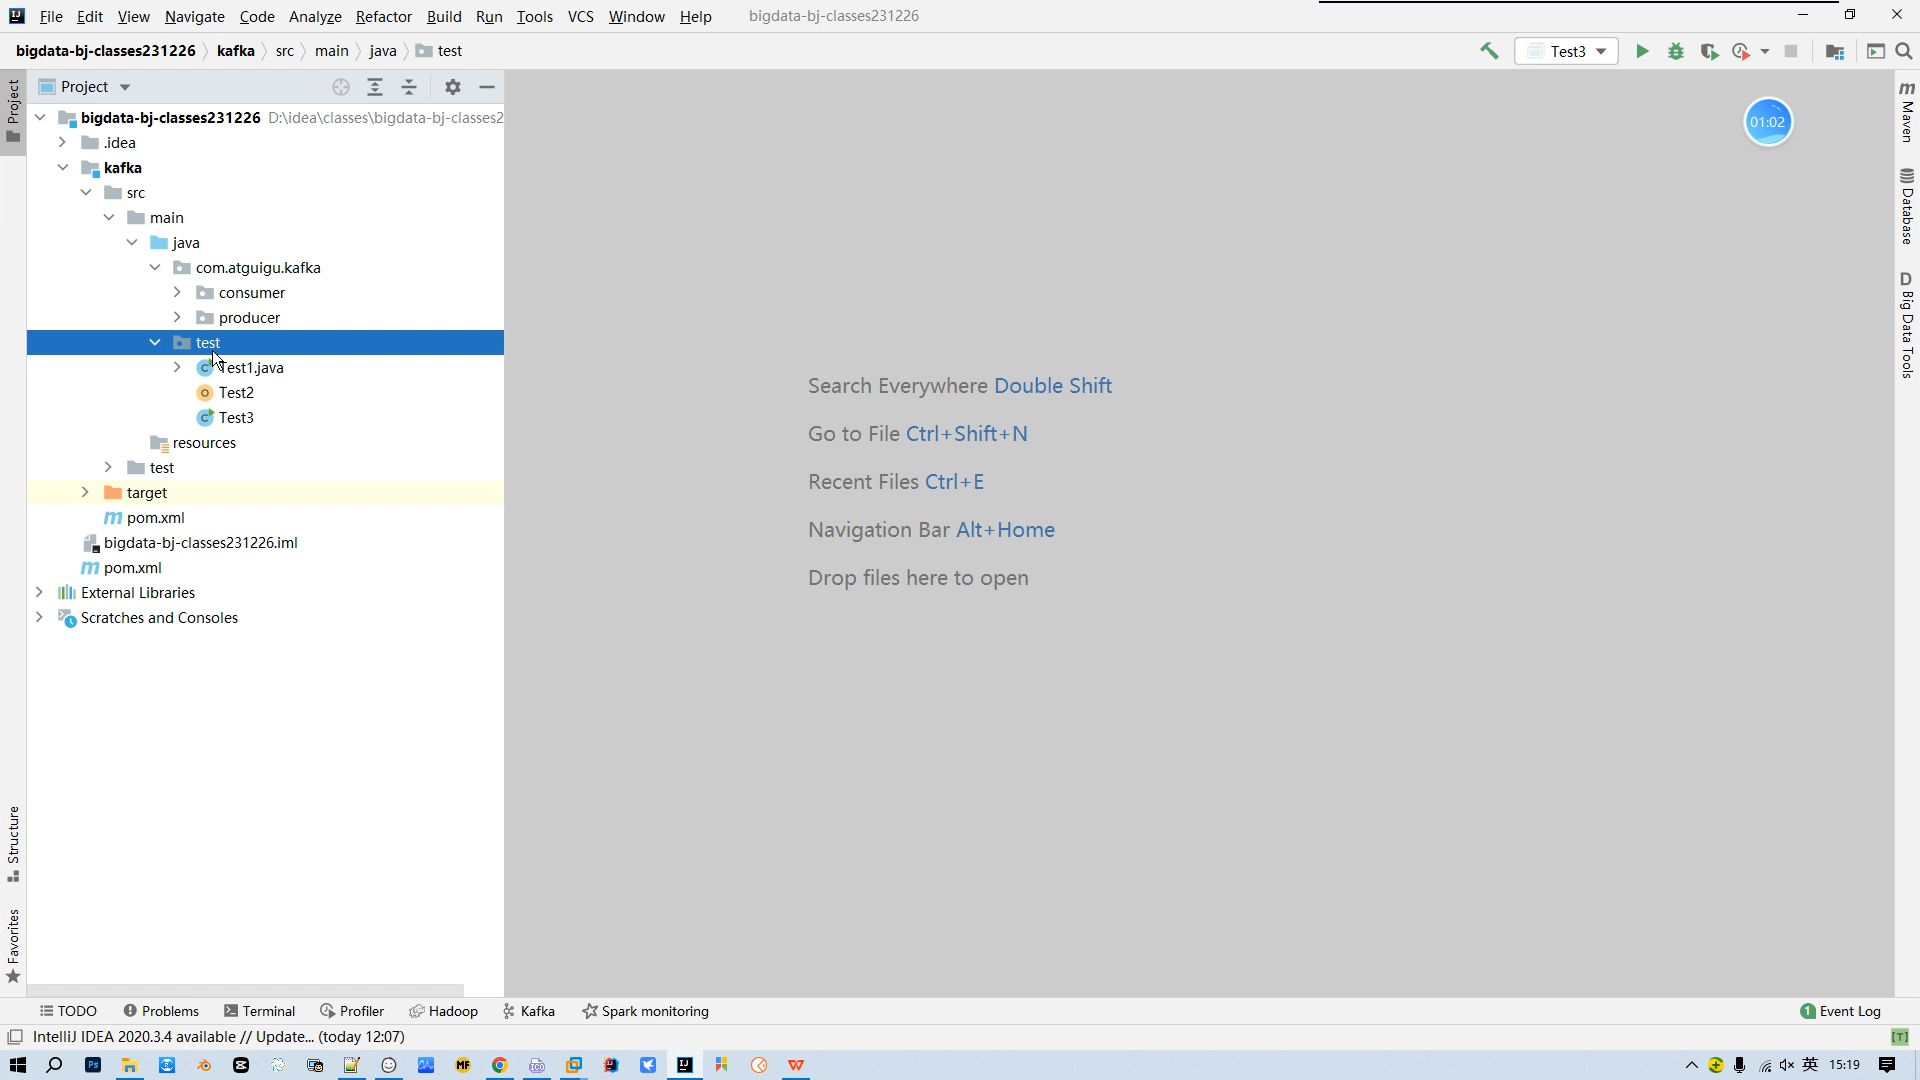 File Edit View Navigate Code Analyze Refactor Build Run Tools VCS Window Help bigdata-bj-classes231226
bigdata-bj-classes231226 kafka src main java test
Test3
Project
01:02
bigdata-bj-classes231226 D:\idea\classes\bigdata-bj-classes2
.idea
kafka
src
main
java
com.atguigu.kafka
consumer
producer
test
Test1.java
Test2
Test3
resources
test
target
pom.xml
bigdata-bj-classes231226.iml
pom.xml
External Libraries
Scratches and Consoles
Project
Structure
Favorites
Search Everywhere Double Shift
Go to File Ctrl+Shift+N
Recent Files Ctrl+E
Navigation Bar Alt+Home
Drop files here to open
Maven
Database
Big Data Tools
TODO Problems Terminal Profiler Hadoop Kafka Spark monitoring 1 Event Log
IntelliJ IDEA 2020.3.4 available // Update... (today 12:07)
英 15:19